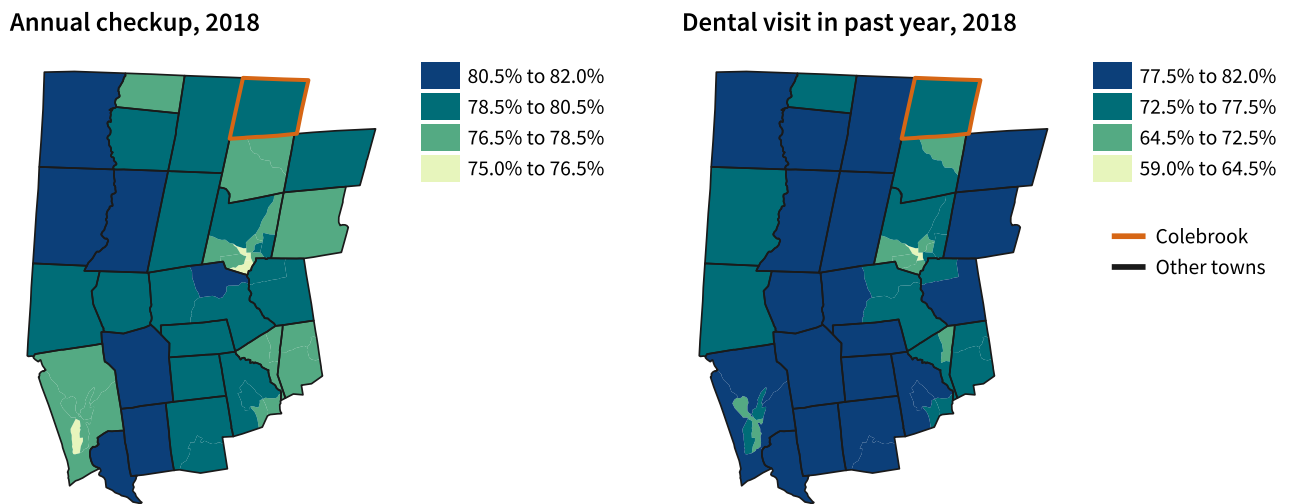 Annual checkup, 2018
80.5% to 82.0%
78.5% to 80.5%
76.5% to 78.5%
75.0% to 76.5%
Dental visit in past year, 2018
77.5% to 82.0%
72.5% to 77.5%
64.5% to 72.5%
59.0% to 64.5%
Colebrook
Other towns